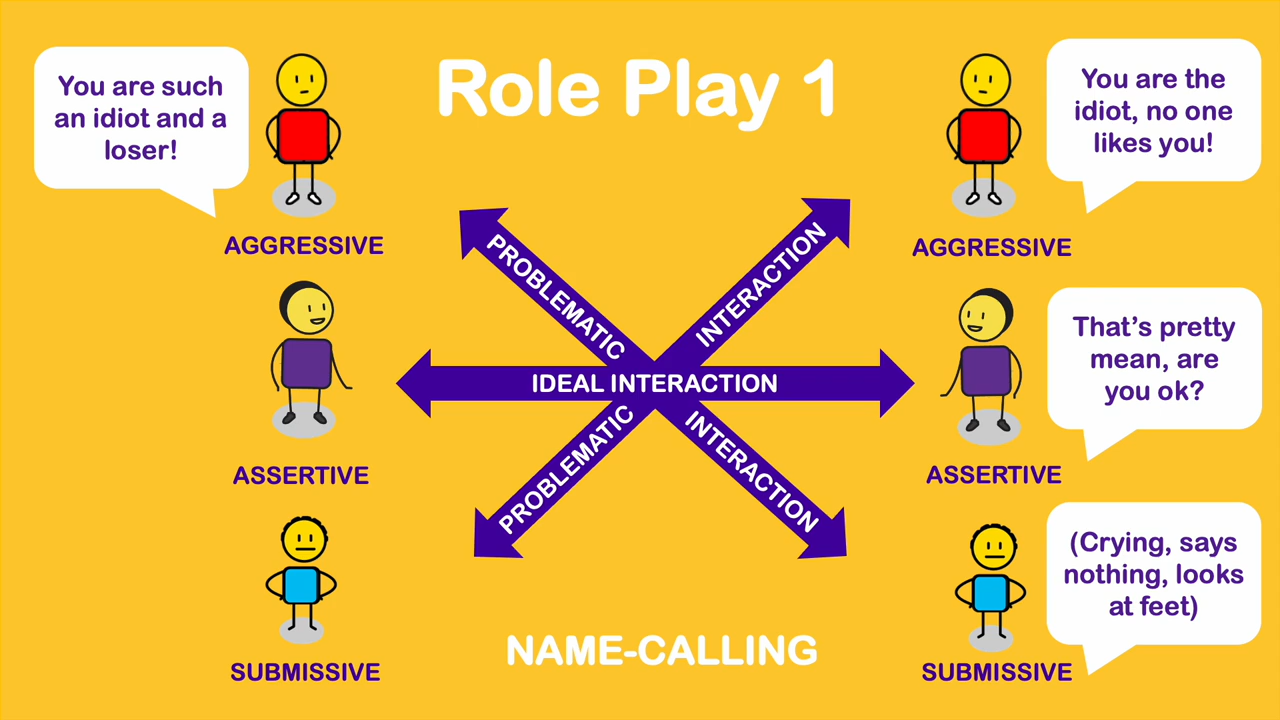 Role Play 1
You are such
an idiot and a
loser!
AGGRESSIVE
You are the
idiot, no one
likes you!
AGGRESSIVE
PROBLEMATIC
INTERACTION
IDEAL INTERACTION
PROBLEMATIC
INTERACTION
ASSERTIVE
That’s pretty
mean, are
you ok?
ASSERTIVE
SUBMISSIVE
(Crying, says
nothing, looks
at feet)
SUBMISSIVE
NAME-CALLING